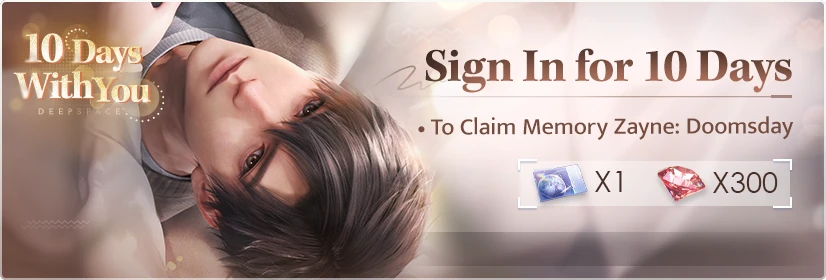 10 Days
With You
DEEPSPACE
Sign In for 10 Days
• To Claim Memory Zayne: Doomsday
X1
X300